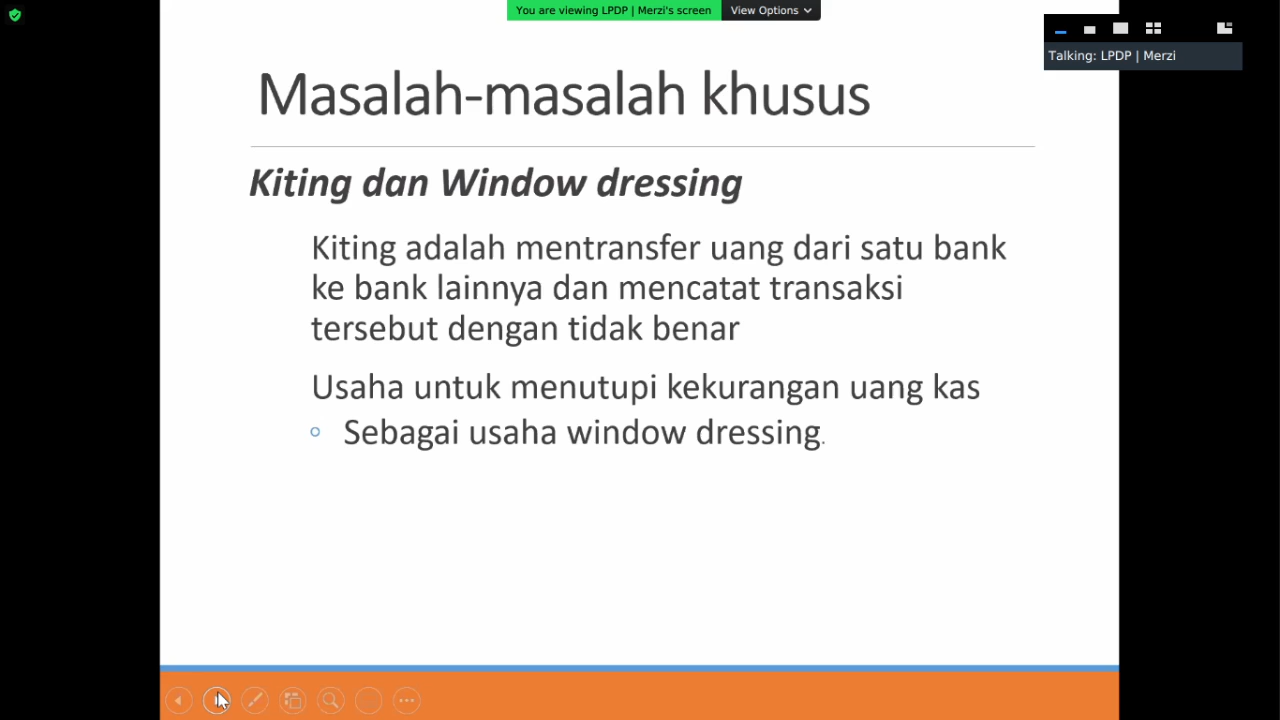 You are viewing LPDP | Merzi's screen
View Options
Talking: LPDP | Merzi
Masalah-masalah khusus
Kiting dan Window dressing
Kiting adalah mentransfer uang dari satu bank
ke bank lainnya dan mencatat transaksi
tersebut dengan tidak benar
Usaha untuk menutupi kekurangan uang kas
Sebagai usaha window dressing.